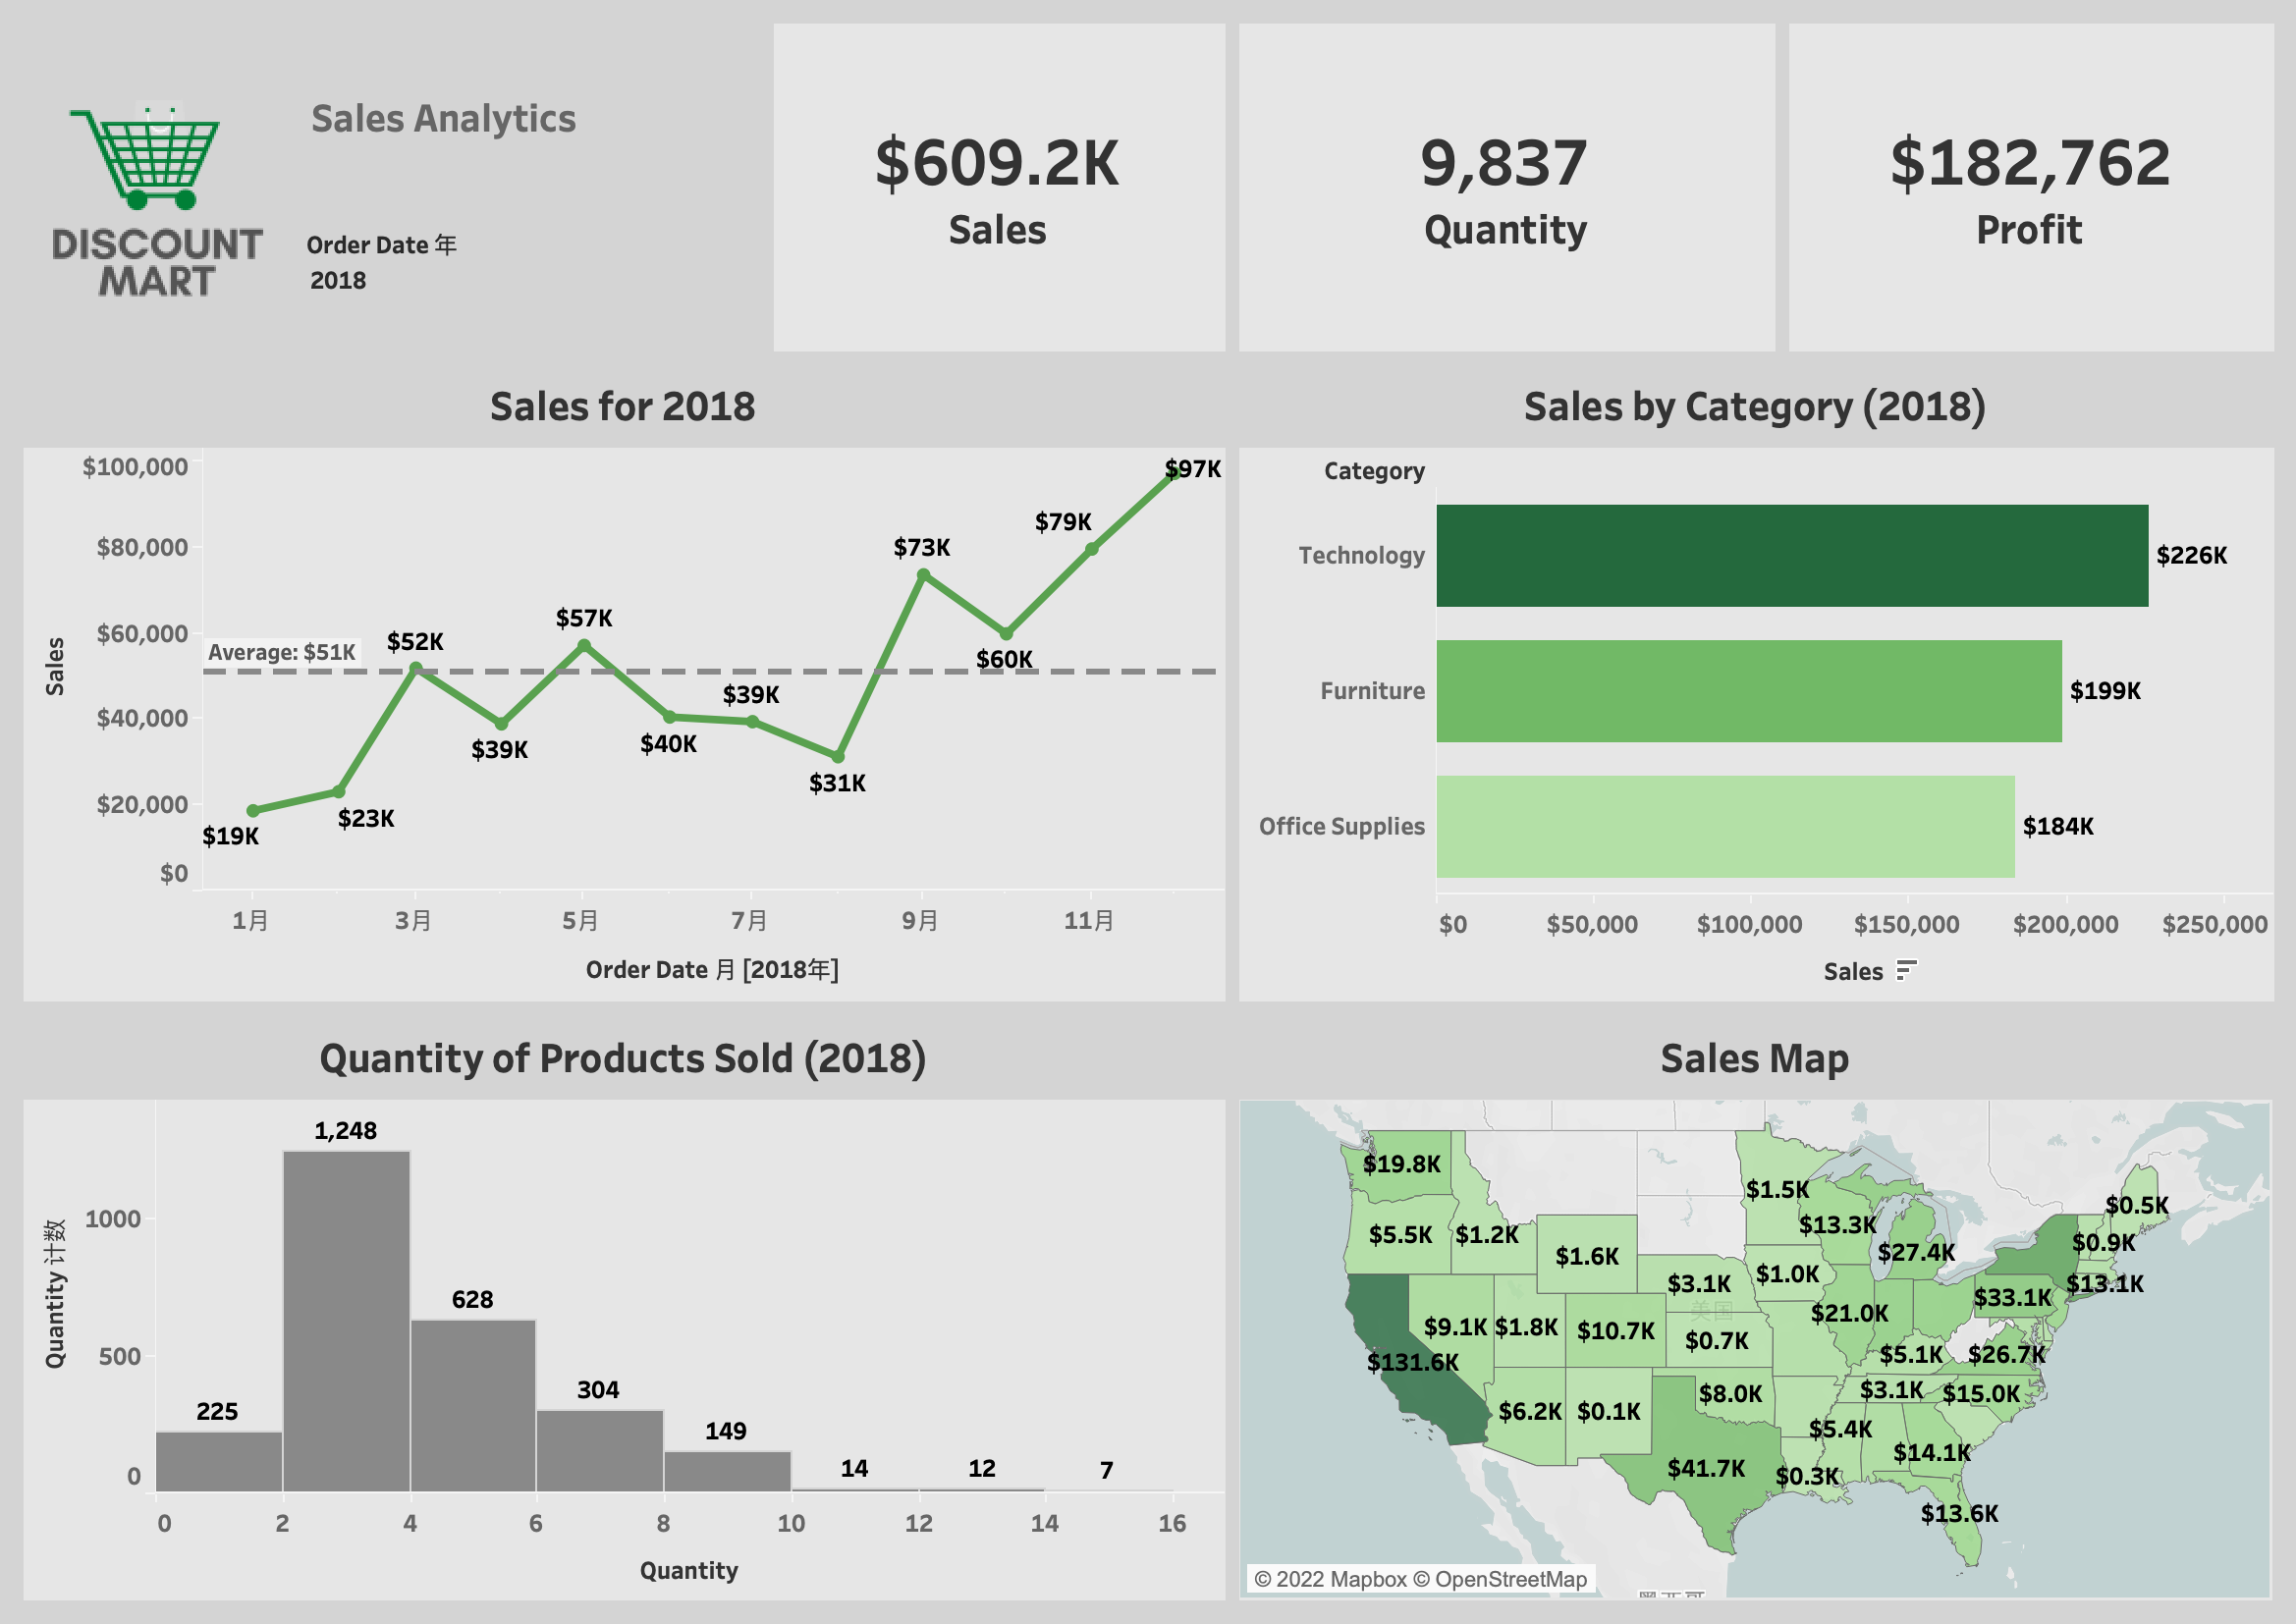 Sales Analytics
DISCOUNT
MART
Order Date 年
2018
$609.2K
Sales
9,837
Quantity
$182,762
Profit
Sales for 2018
$100,000
$80,000
$60,000
$40,000
$20,000
$0
Sales
Average: $51K
$19K
$23K
$52K
$39K
$57K
$40K
$39K
$31K
$73K
$60K
$79K
$97K
1月 3月 5月 7月 9月 11月
Order Date 月 [2018年]
Sales by Category (2018)
Category
Technology $226K
Furniture $199K
Office Supplies $184K
$0 $50,000 $100,000 $150,000 $200,000 $250,000
Sales
Quantity of Products Sold (2018)
Quantity 计数
1000
500
0
225
1,248
628
304
149
14
12
7
0 2 4 6 8 10 12 14 16
Quantity
Sales Map
$19.8K
$1.5K
$0.5K
$5.5K
$1.2K
$1.6K
$13.3K
$27.4K
$0.9K
$3.1K
$1.0K
$13.1K
$33.1K
美国
$9.1K
$1.8K
$10.7K
$0.7K
$21.0K
$131.6K
$5.1K
$26.7K
$6.2K
$0.1K
$8.0K
$3.1K
$15.0K
$5.4K
$14.1K
$41.7K
$0.3K
$13.6K
© 2022 Mapbox © OpenStreetMap